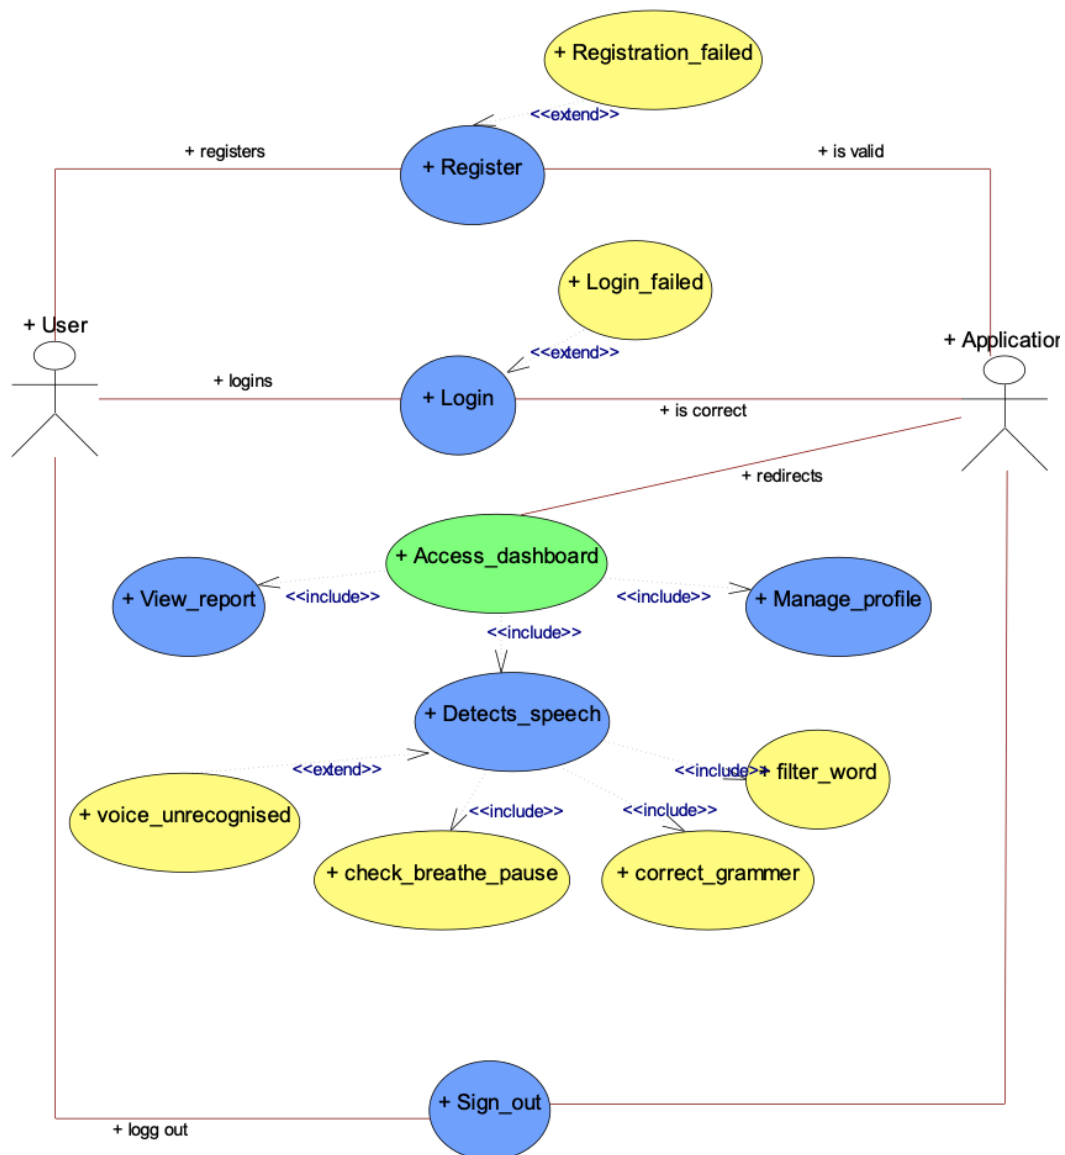 + Registration_failed
<<extend>>
+ registers
+ Register
+ is valid
+ Login_failed
+ User
<<extend>>
+ Application
+ logins
+ Login
+ is correct
+ redirects
+ Access_dashboard
+ View_report
<<include>>
<<include>>
+ Manage_profile
<<include>>
+ Detects_speech
<<extend>>
<<include>>
+ filter_word
+ voice_unrecognised
<<include>>
<<include>>
+ check_breathe_pause
+ correct_grammer
+ Sign_out
+ logg out